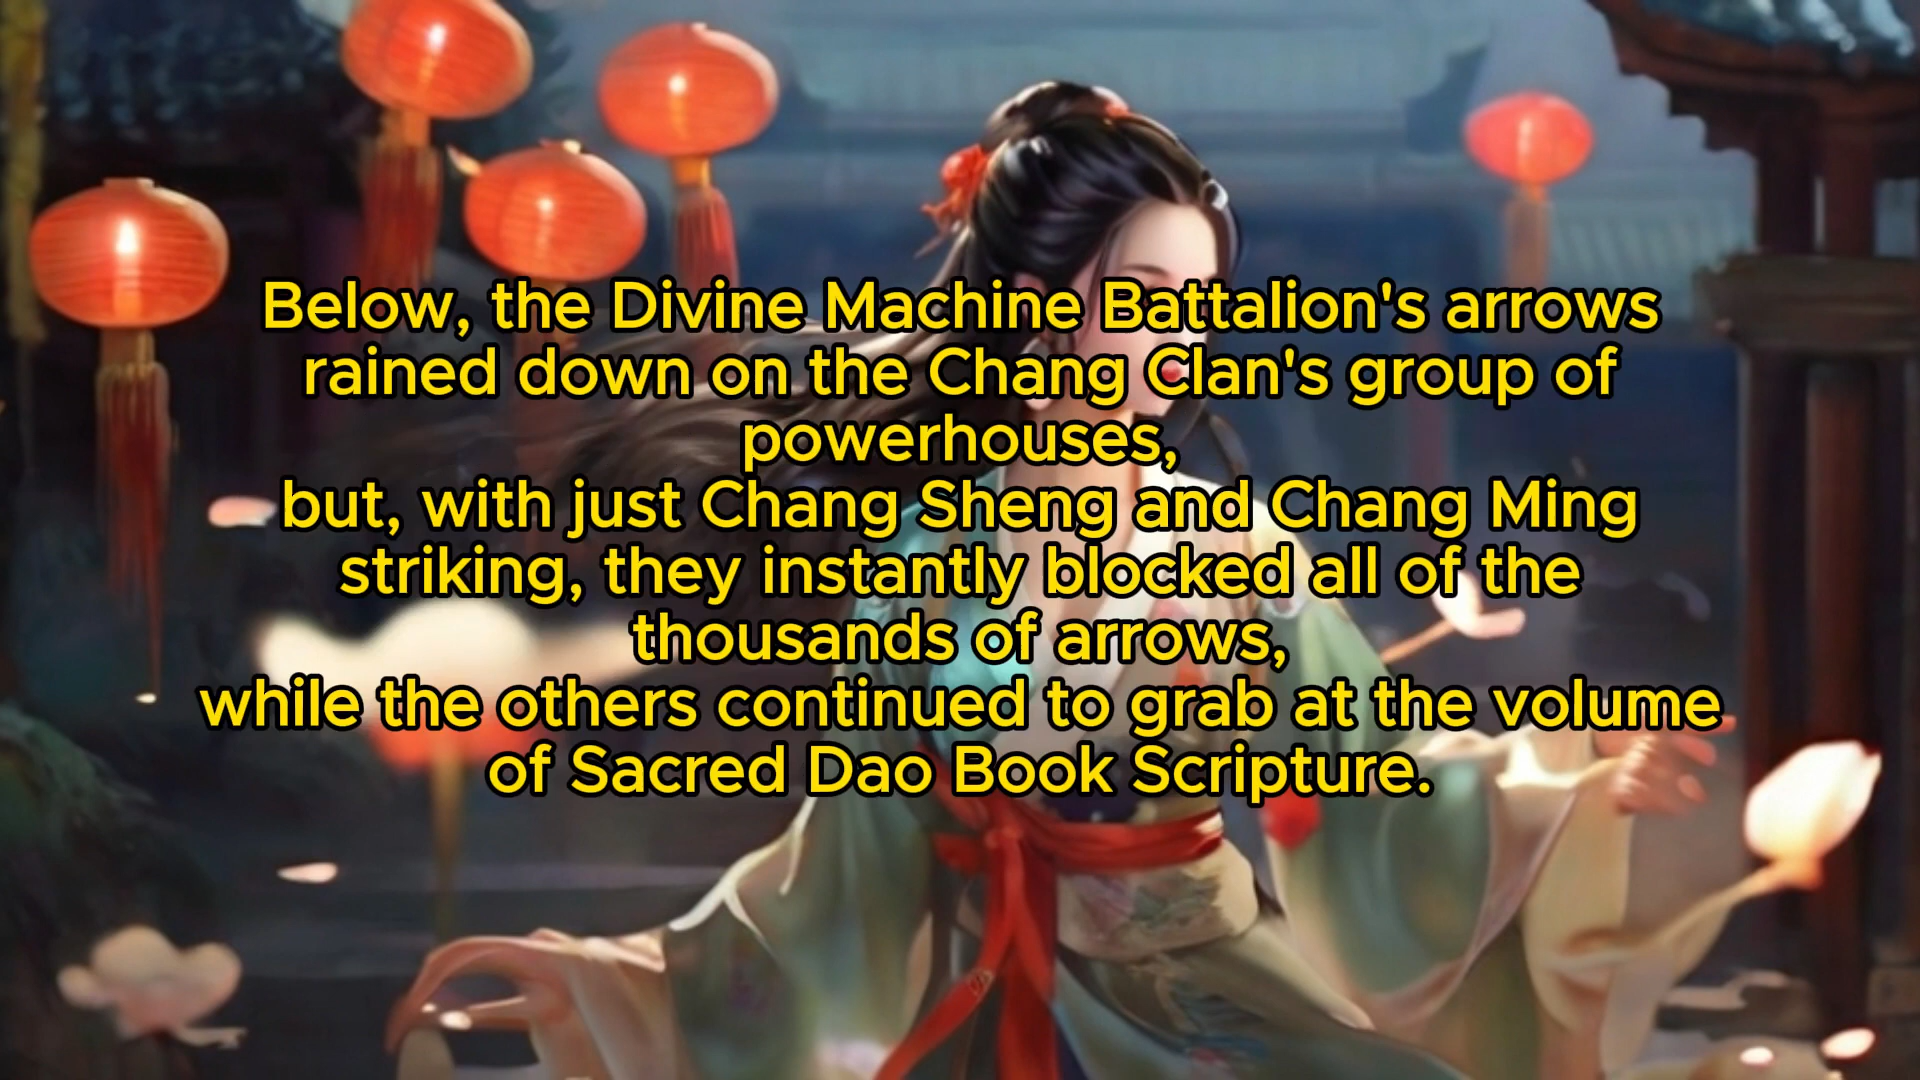 Below, the Divine Machine Battalion's arrows
rained down on the Chang Clan's group of
powerhouses,
but, with just Chang Sheng and Chang Ming
striking, they instantly blocked all of the
thousands of arrows,
while the others continued to grab at the volume
of Sacred Dao Book Scripture.